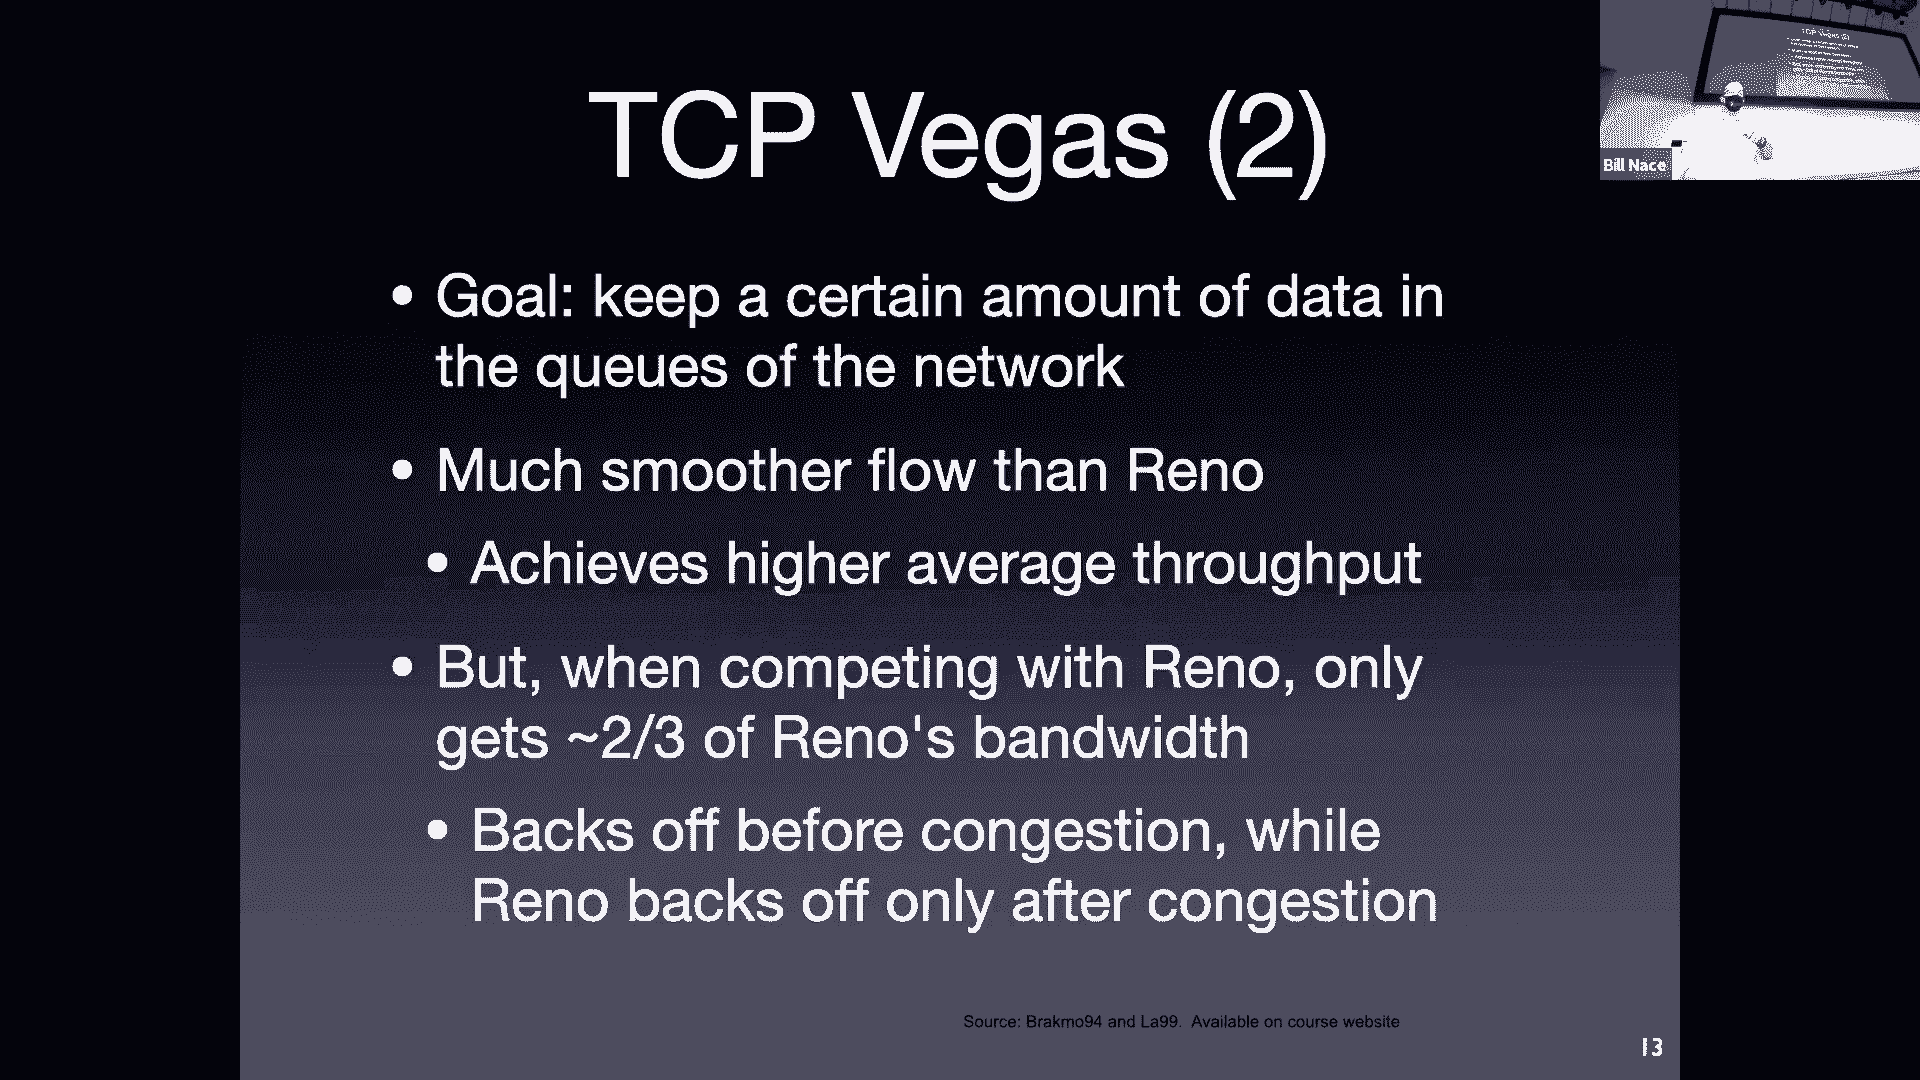 TCP Vegas (2)
Bill Nace
• Goal: keep a certain amount of data in
the queues of the network
• Much smoother flow than Reno
• Achieves higher average throughput
• But, when competing with Reno, only
gets ~2/3 of Reno's bandwidth
• Backs off before congestion, while
Reno backs off only after congestion
Source: Brakmo94 and La99. Available on course website
13